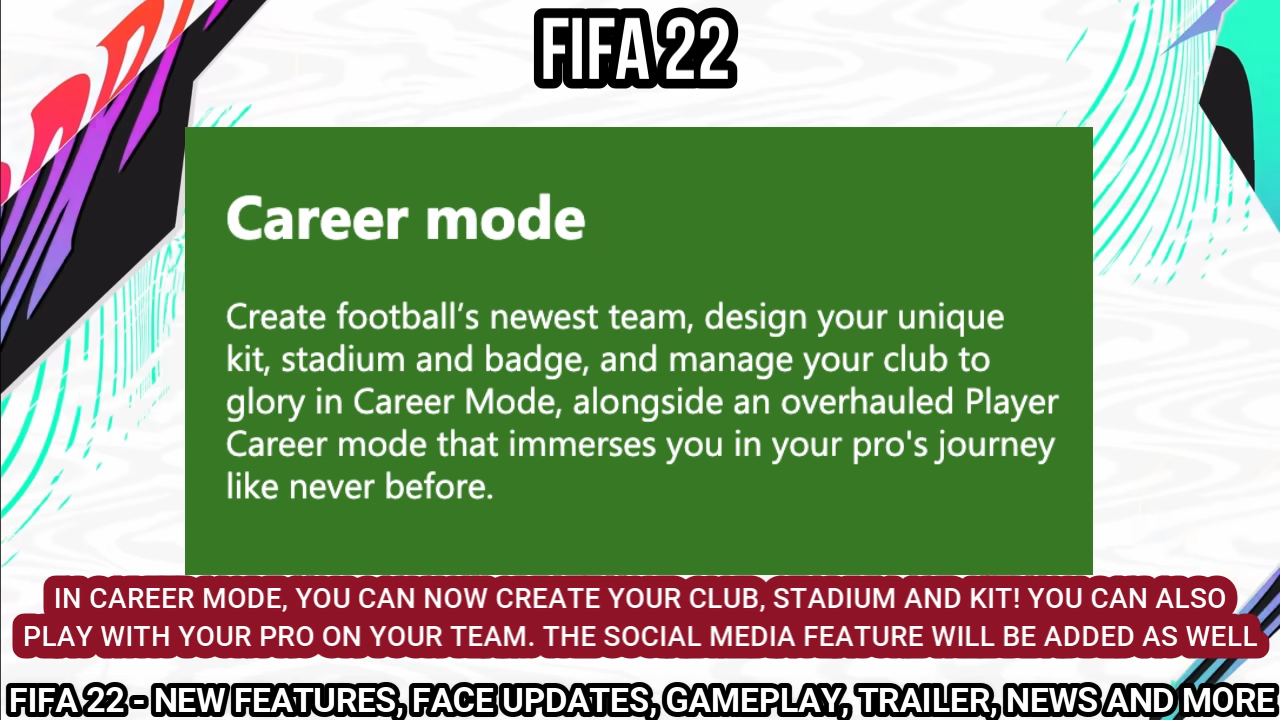 FIFA 22
Career mode
Create football’s newest team, design your unique
kit, stadium and badge, and manage your club to
glory in Career Mode, alongside an overhauled Player
Career mode that immerses you in your pro's journey
like never before.
IN CAREER MODE, YOU CAN NOW CREATE YOUR CLUB, STADIUM AND KIT! YOU CAN ALSO
PLAY WITH YOUR PRO ON YOUR TEAM. THE SOCIAL MEDIA FEATURE WILL BE ADDED AS WELL
FIFA 22 - NEW FEATURES, FACE UPDATES, GAMEPLAY, TRAILER, NEWS AND MORE